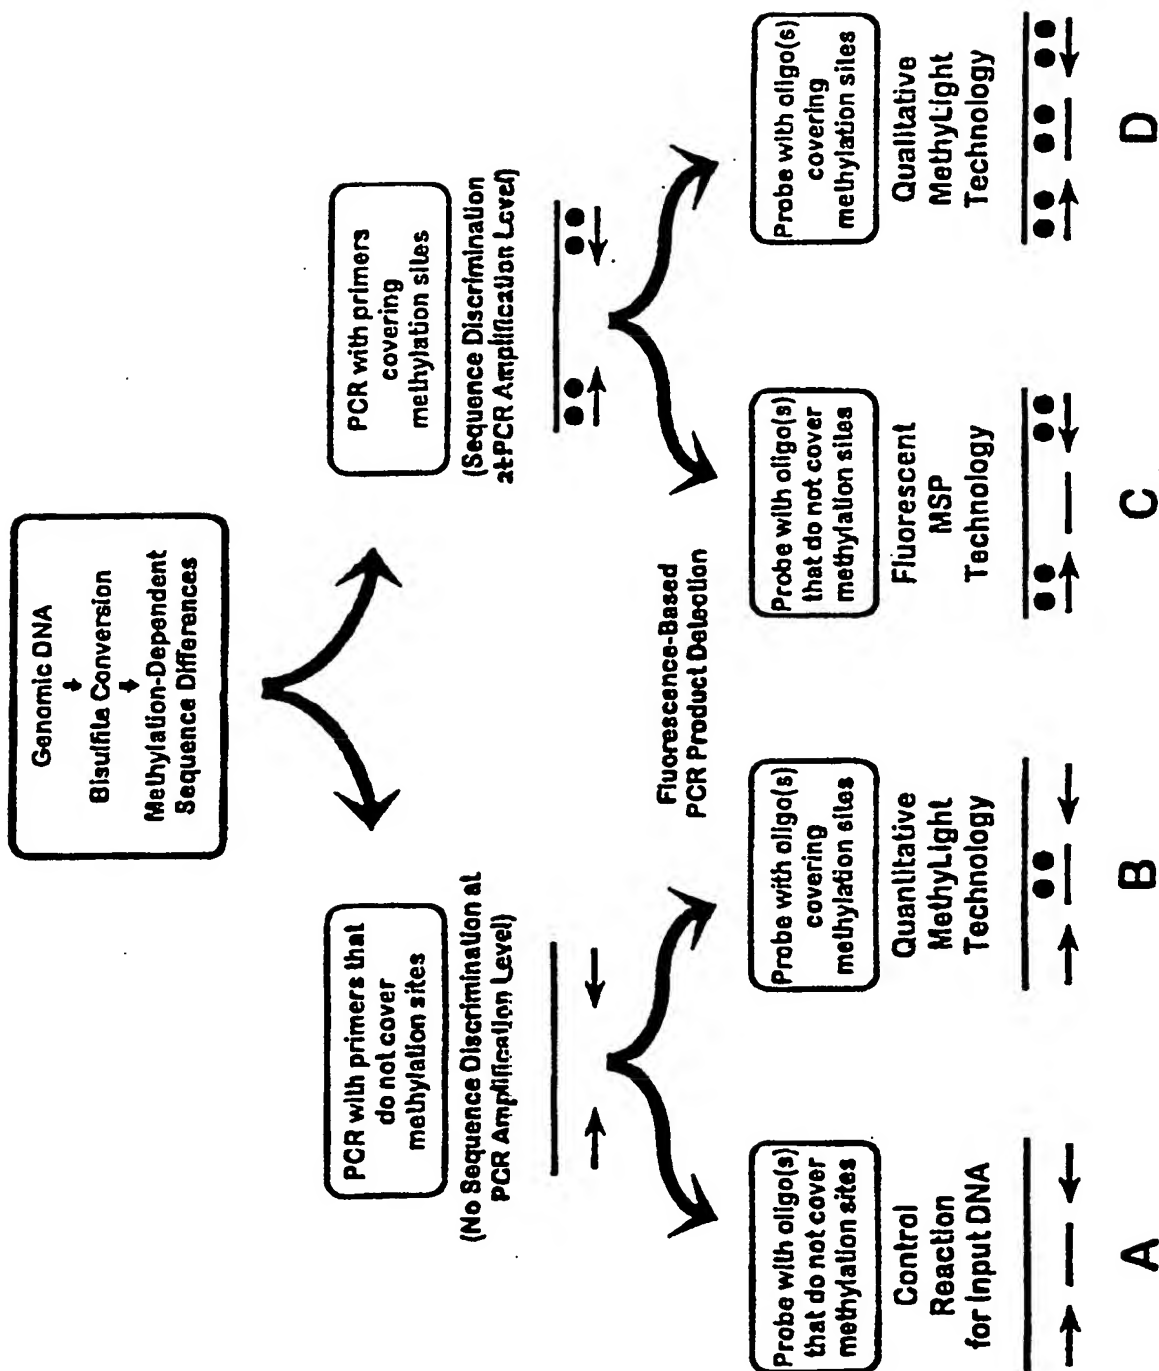 Genomic DNA
Bisulfite Conversion
Methylation-Dependent
Sequence Differences
PCR with primers that
do not cover
methylation sites
(No Sequence Discrimination at
PCR Amplification Level)
PCR with primers
covering
methylation sites
(Sequence Discrimination
at PCR Amplification Level)
Fluorescence-Based
PCR Product Detection
Probe with oligo(s)
that do not cover
methylation sites
Control
Reaction
for Input DNA
A
Probe with oligo(s)
covering
methylation sites
Quantitative
MethyLight
Technology
B
Probe with oligo(s)
that do not cover
methylation sites
Fluorescent
MSP
Technology
C
Probe with oligo(s)
covering
methylation sites
Qualitative
MethyLight
Technology
D